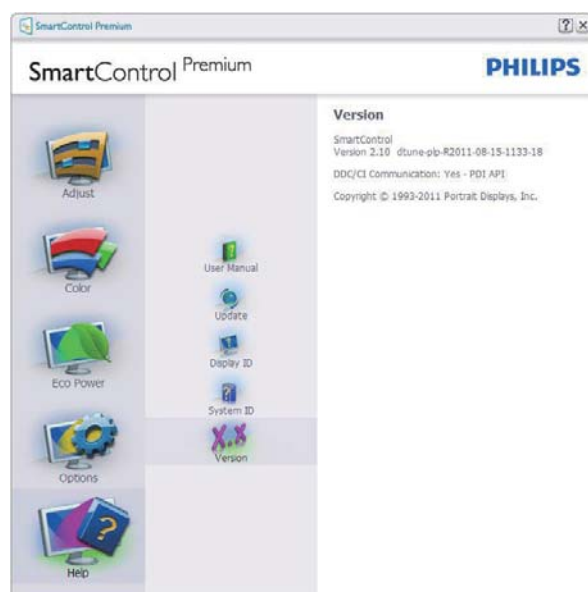 SmartControl Premium
? ×
SmartControl Premium
PHILIPS
Adjust
Color
Eco Power
Options
Help
User Manual
Update
Display ID
System ID
X.X
Version
Version
SmartControl
Version 2.10 dtune-plp-R2011-08-15-1133-18
DDC/CI Communication: Yes - PDI API
Copyright © 1993-2011 Portrait Displays, Inc.